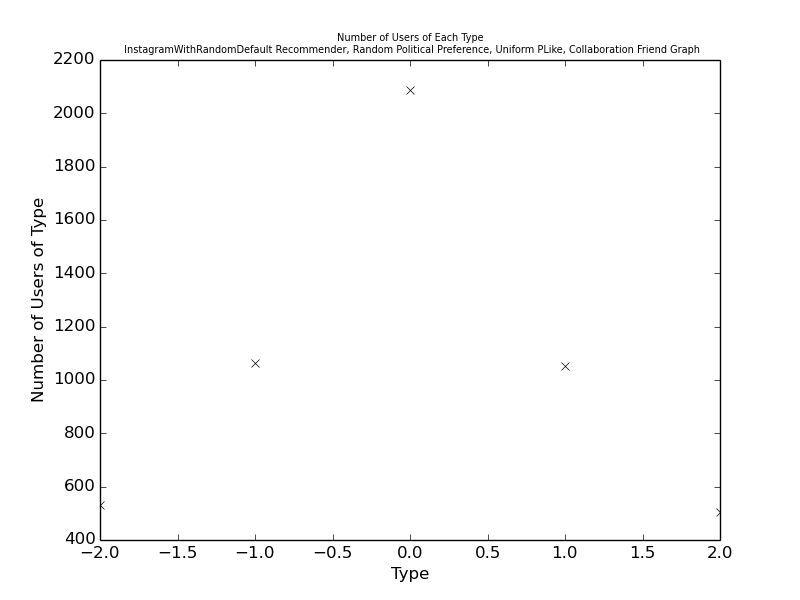 Number of Users of Each Type
InstagramWithRandomDefault Recommender, Random Political Preference, Uniform PLike, Collaboration Friend Graph
2200
2000
1800
1600
1400
1200
1000
800
600
400
Number of Users of Type
−2.0 −1.5 −1.0 −0.5 0.0 0.5 1.0 1.5 2.0
Type